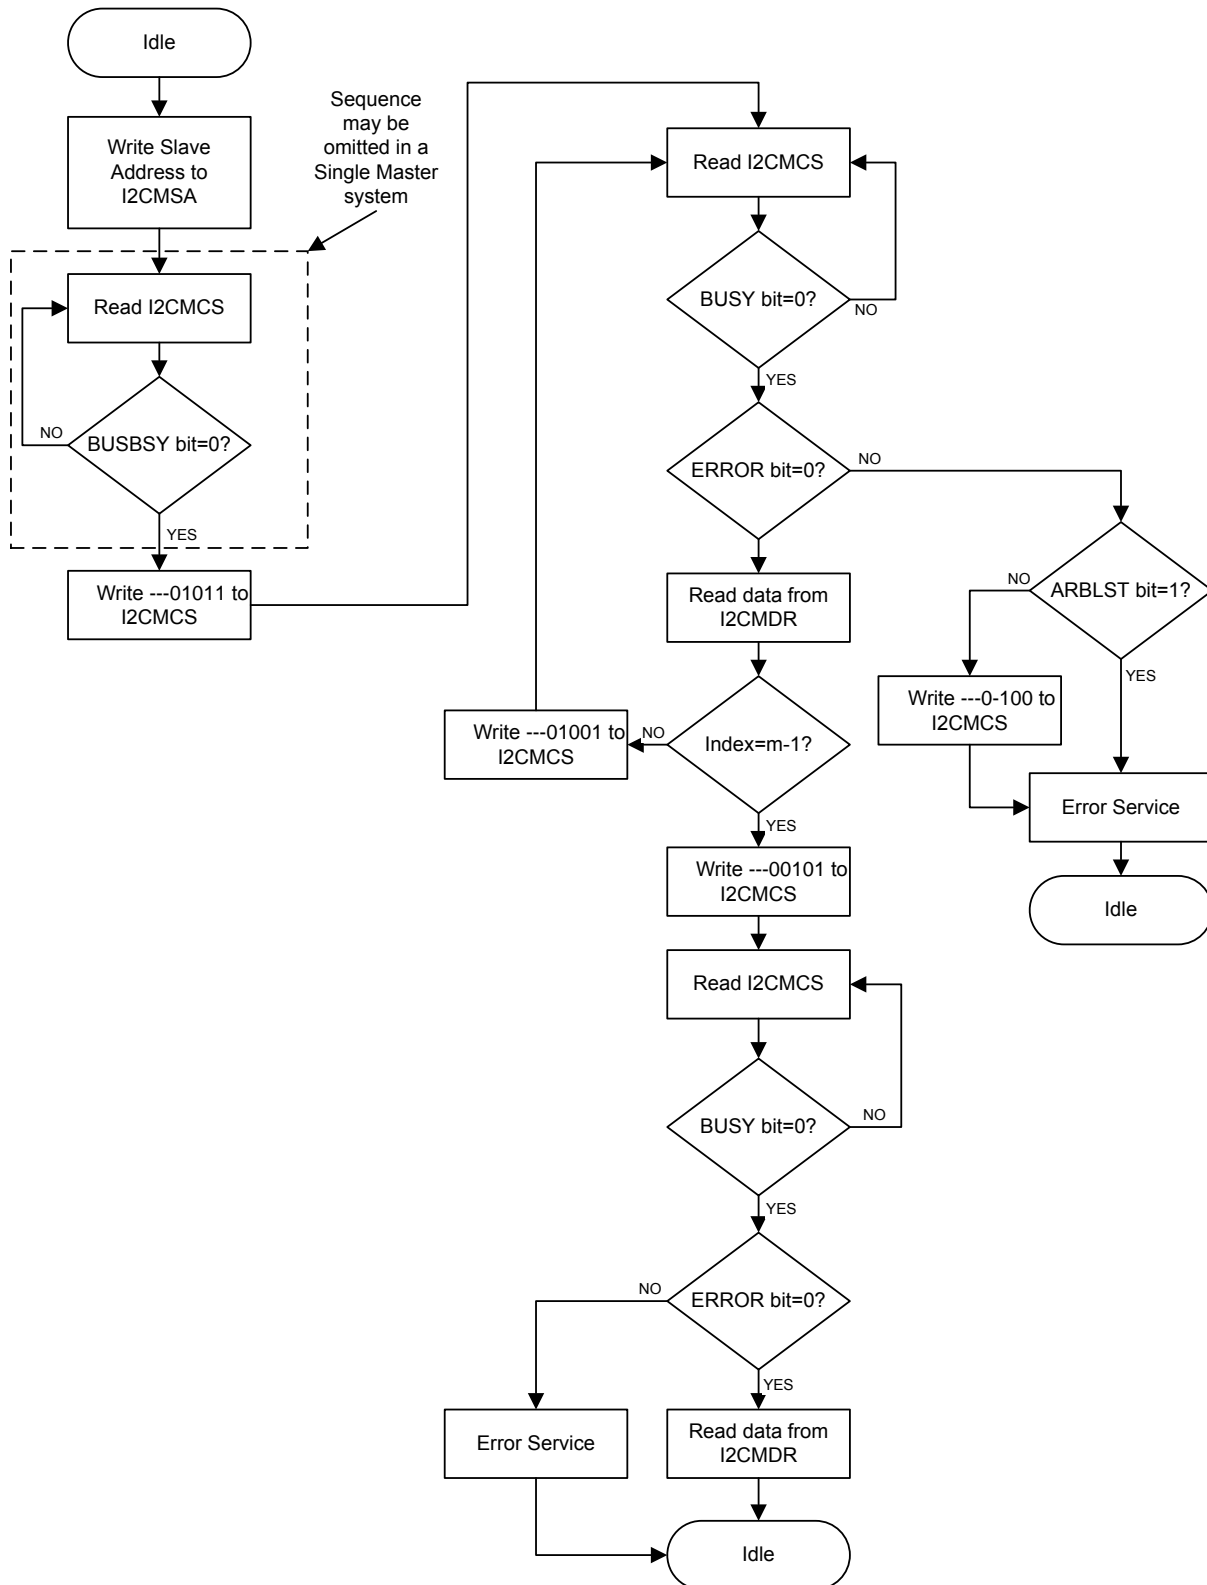 Idle
Write Slave
Address to
I2CMSA
Sequence
may be
omitted in a
Single Master
system
Read I2CMCS
BUSBSY bit=0?
NO
YES
Write ---01011 to
I2CMCS
Read I2CMCS
BUSY bit=0?
NO
YES
ERROR bit=0?
NO
Read data from
I2CMDR
ARBLST bit=1?
NO
YES
Write ---0-100 to
I2CMCS
Error Service
Idle
Index=m-1?
NO
Write ---01001 to
I2CMCS
YES
Write ---00101 to
I2CMCS
Read I2CMCS
BUSY bit=0?
NO
YES
ERROR bit=0?
NO
YES
Error Service
Read data from
I2CMDR
Idle